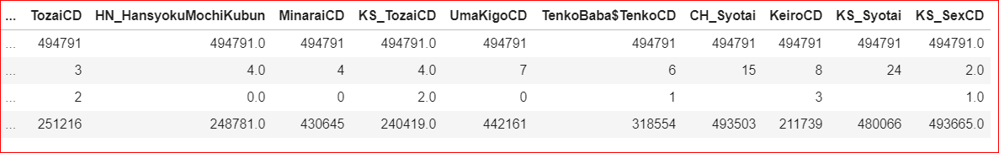 ... TozaiCD HN_HansyokuMochiKubun MinaraiCD KS_TozaiCD UmaKigoCD TenkoBaba$TenkoCD CH_Syotai KeiroCD KS_Syotai KS_SexCD
... 494791 494791.0 494791 494791.0 494791 494791 494791 494791 494791 494791.0
... 3 4.0 4 4.0 7 6 15 8 24 2.0
... 2 0.0 0 2.0 0 1 3 1.0
... 251216 248781.0 430645 240419.0 442161 318554 493503 211739 480066 493665.0